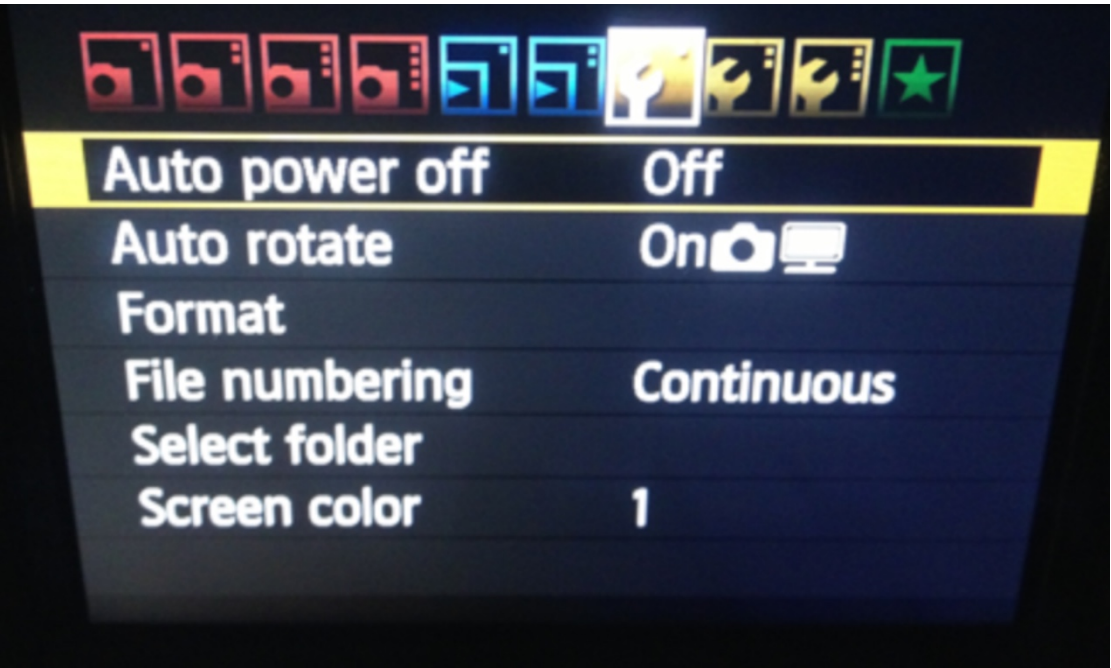 Auto power off Off
Auto rotate On
Format
File numbering Continuous
Select folder
Screen color 1